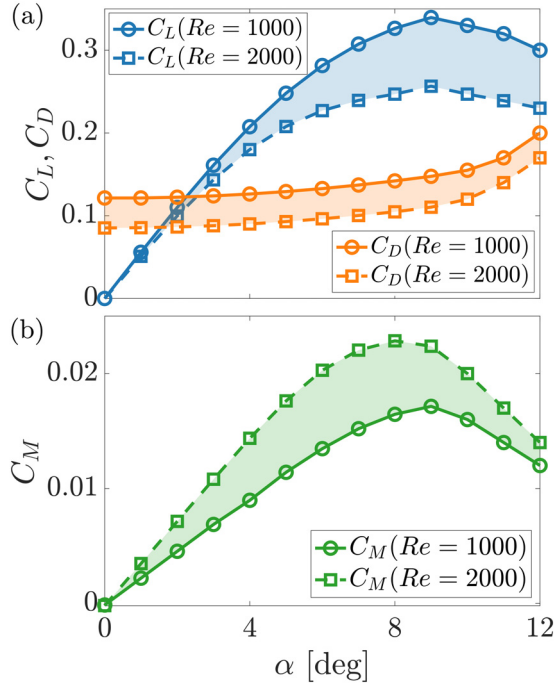 (a)
C_L(Re = 1000)
C_L(Re = 2000)
0.3
0.2
0.1
0
C_L, C_D
C_D(Re = 1000)
C_D(Re = 2000)
(b)
0.02
0.01
0
C_M
C_M(Re = 1000)
C_M(Re = 2000)
0 4 8 12
α [deg]